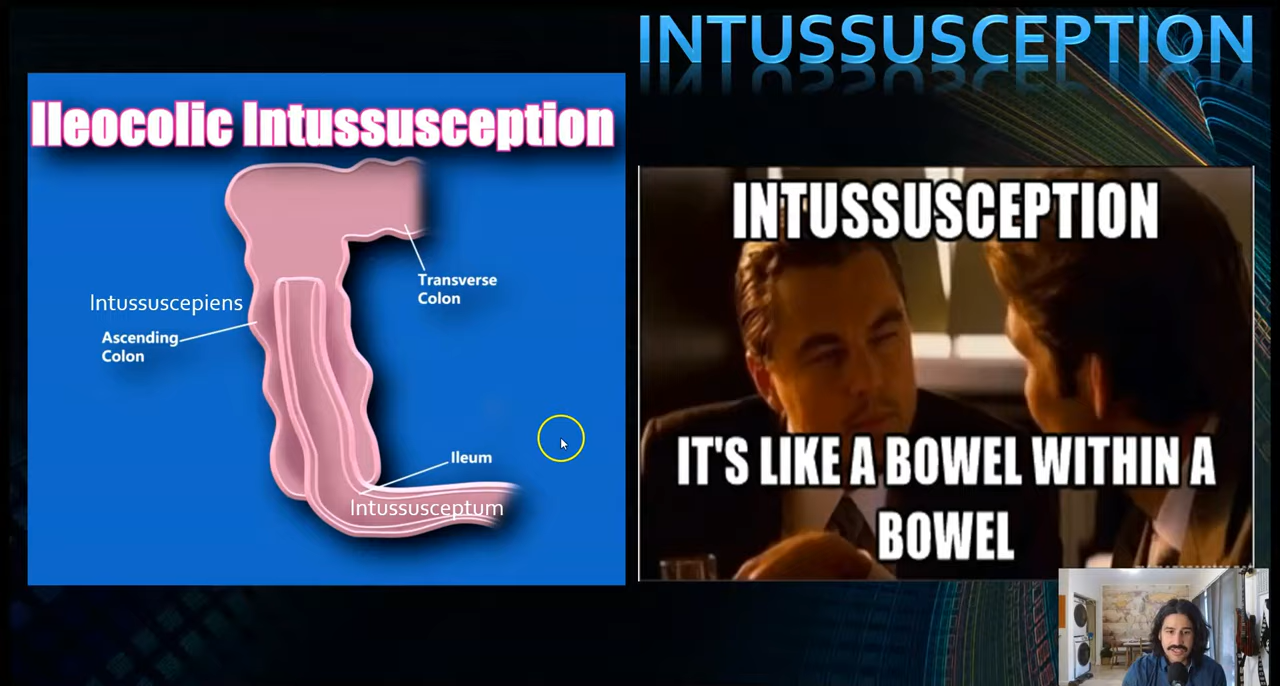 INTUSSUSCEPTION
Ileocolic Intussusception
Transverse
Colon
Intussuscepiens
Ascending
Colon
Ileum
Intussusceptum
INTUSSUSCEPTION
IT'S LIKE A BOWEL WITHIN A
BOWEL